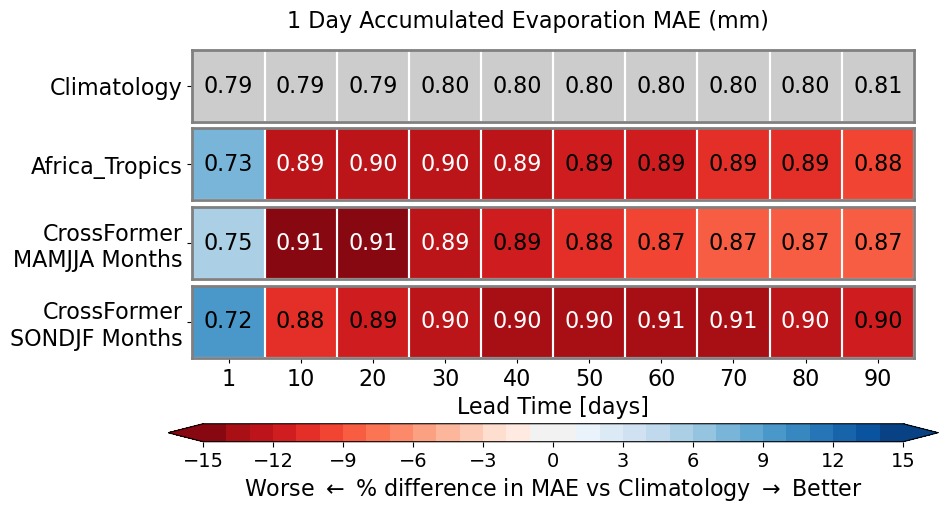 1 Day Accumulated Evaporation MAE (mm)
Climatology 0.79 0.79 0.79 0.80 0.80 0.80 0.80 0.80 0.80 0.81
Africa_Tropics 0.73 0.89 0.90 0.90 0.89 0.89 0.89 0.89 0.89 0.88
CrossFormer
MAMJJA Months 0.75 0.91 0.91 0.89 0.89 0.88 0.87 0.87 0.87 0.87
CrossFormer
SONDJF Months 0.72 0.88 0.89 0.90 0.90 0.90 0.91 0.91 0.90 0.90
1 10 20 30 40 50 60 70 80 90
Lead Time [days]
−15 −12 −9 −6 −3 0 3 6 9 12 15
Worse ← % difference in MAE vs Climatology → Better